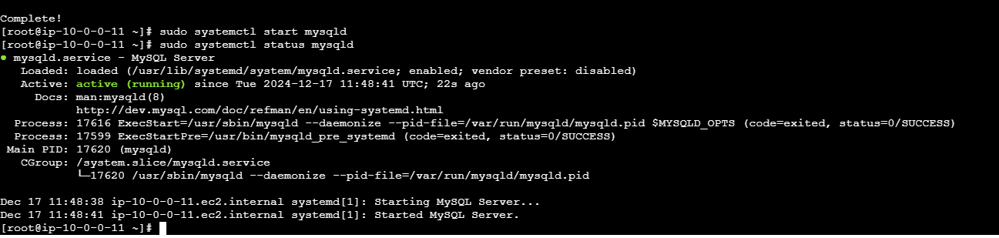 Complete!
[root@ip-10-0-0-11 ~]# sudo systemctl start mysqld
[root@ip-10-0-0-11 ~]# sudo systemctl status mysqld
● mysqld.service - MySQL Server
Loaded: loaded (/usr/lib/systemd/system/mysqld.service; enabled; vendor preset: disabled)
Active: active (running) since Tue 2024-12-17 11:48:41 UTC; 22s ago
Docs: man:mysqld(8)
http://dev.mysql.com/doc/refman/en/using-systemd.html
Process: 17616 ExecStart=/usr/sbin/mysqld --daemonize --pid-file=/var/run/mysqld/mysqld.pid $MYSQLD_OPTS (code=exited, status=0/SUCCESS)
Process: 17599 ExecStartPre=/usr/bin/mysqld_pre_systemd (code=exited, status=0/SUCCESS)
Main PID: 17620 (mysqld)
CGroup: /system.slice/mysqld.service
└─17620 /usr/sbin/mysqld --daemonize --pid-file=/var/run/mysqld/mysqld.pid
Dec 17 11:48:38 ip-10-0-0-11.ec2.internal systemd[1]: Starting MySQL Server...
Dec 17 11:48:41 ip-10-0-0-11.ec2.internal systemd[1]: Started MySQL Server.
[root@ip-10-0-0-11 ~]#